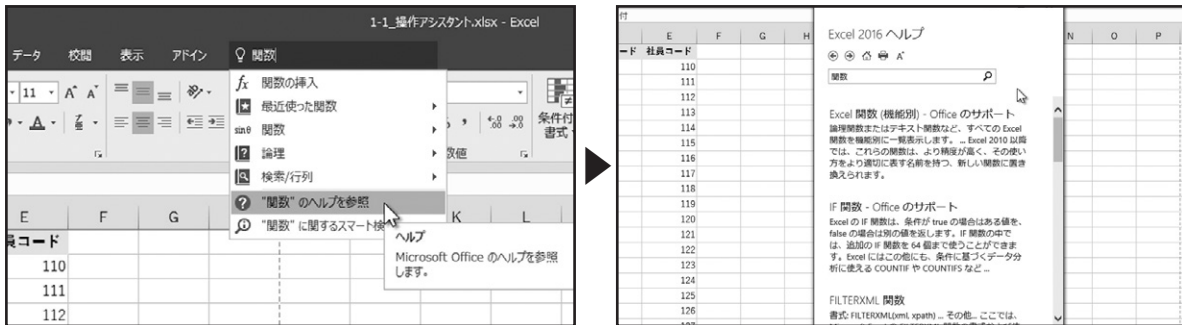 1-1_操作アシスタント.xlsx - Excel
データ 校閲 表示 アドイン 関数
11
関数の挿入
最近使った関数
sinθ 関数
論理
検索/行列
"関数" のヘルプを参照
"関数" に関するスマート検
ヘルプ
Microsoft Office のヘルプを参照
します。
条件付
書式
数値
E F G K L
員コード
110
111
112
付
E F G H N O P
ード 社員コード
110
111
112
113
114
115
116
117
118
119
120
121
122
123
124
125
126
127
Excel 2016 ヘルプ
関数
Excel 関数 (機能別) - Office のサポート
論理関数またはテキスト関数など、すべての Excel
関数を機能別に一覧表示します。 ... Excel 2010 以降
では、これらの関数は、より精度が高く、その使い
方をより適切に表す名前を持つ、新しい関数に置き
換えられます。
IF 関数 - Office のサポート
Excel の IF 関数は、条件が true の場合はある値を、
false の場合は別の値を返します。IF 関数の中で
は、追加の IF 関数を 64 個まで使うことができま
す。Excel にはこの他にも、条件に基づくデータ分
析に使える COUNTIF や COUNTIFS など ...
FILTERXML 関数
書式: FILTERXML(xml, xpath) ... その他... ここでは、